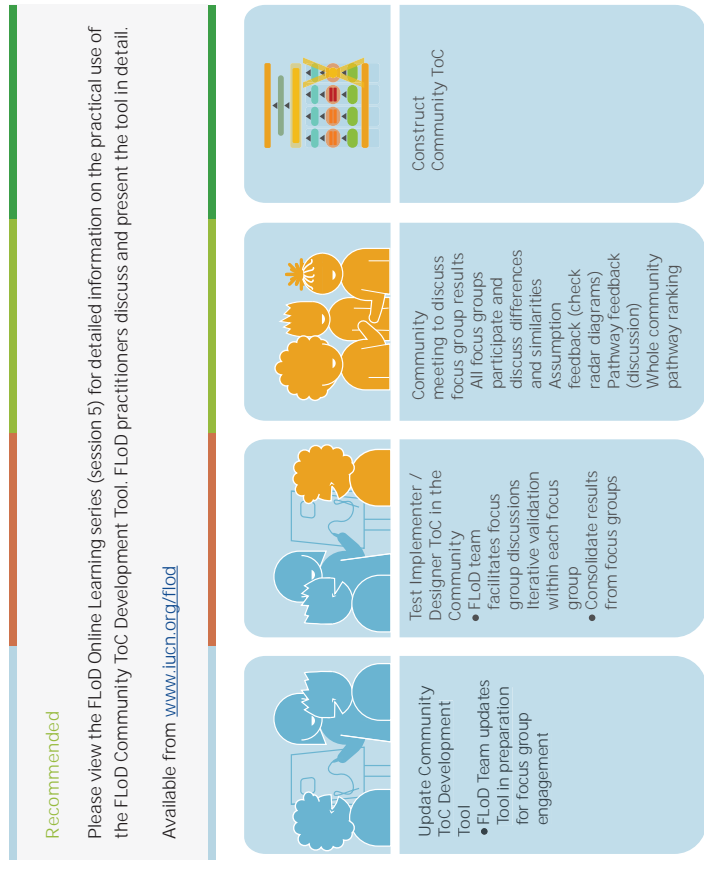 Recommended
Please view the FLoD Online Learning series (session 5) for detailed information on the practical use of
the FLoD Community ToC Development Tool. FLoD practitioners discuss and present the tool in detail.
Available from www.iucn.org/flod
Update Community
ToC Development
Tool
• FLoD Team updates
Tool in preparation
for focus group
engagement
Test Implementer /
Designer ToC in the
Community
• FLoD team
facilitates focus
group discussions
Iterative validation
within each focus
group
• Consolidate results
from focus groups
Community
meeting to discuss
focus group results
All focus groups
participate and
discuss differences
and similarities
Assumption
feedback (check
radar diagrams)
Pathway feedback
(discussion)
Whole community
pathway ranking
Construct
Community ToC